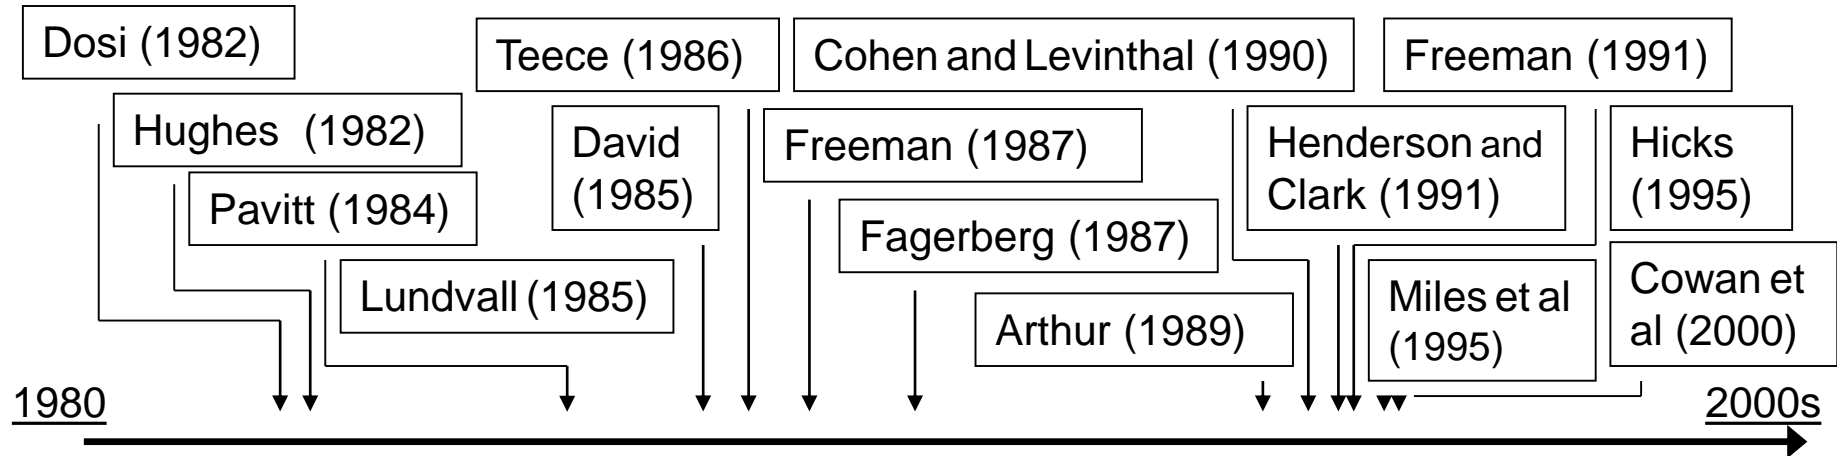 Dosi (1982)
Teece (1986)
Cohen and Levinthal (1990)
Freeman (1991)
Hughes (1982)
David
(1985)
Freeman (1987)
Henderson and
Clark (1991)
Hicks
(1995)
Pavitt (1984)
Fagerberg (1987)
Lundvall (1985)
Arthur (1989)
Miles et al
(1995)
Cowan et
al (2000)
1980
2000s